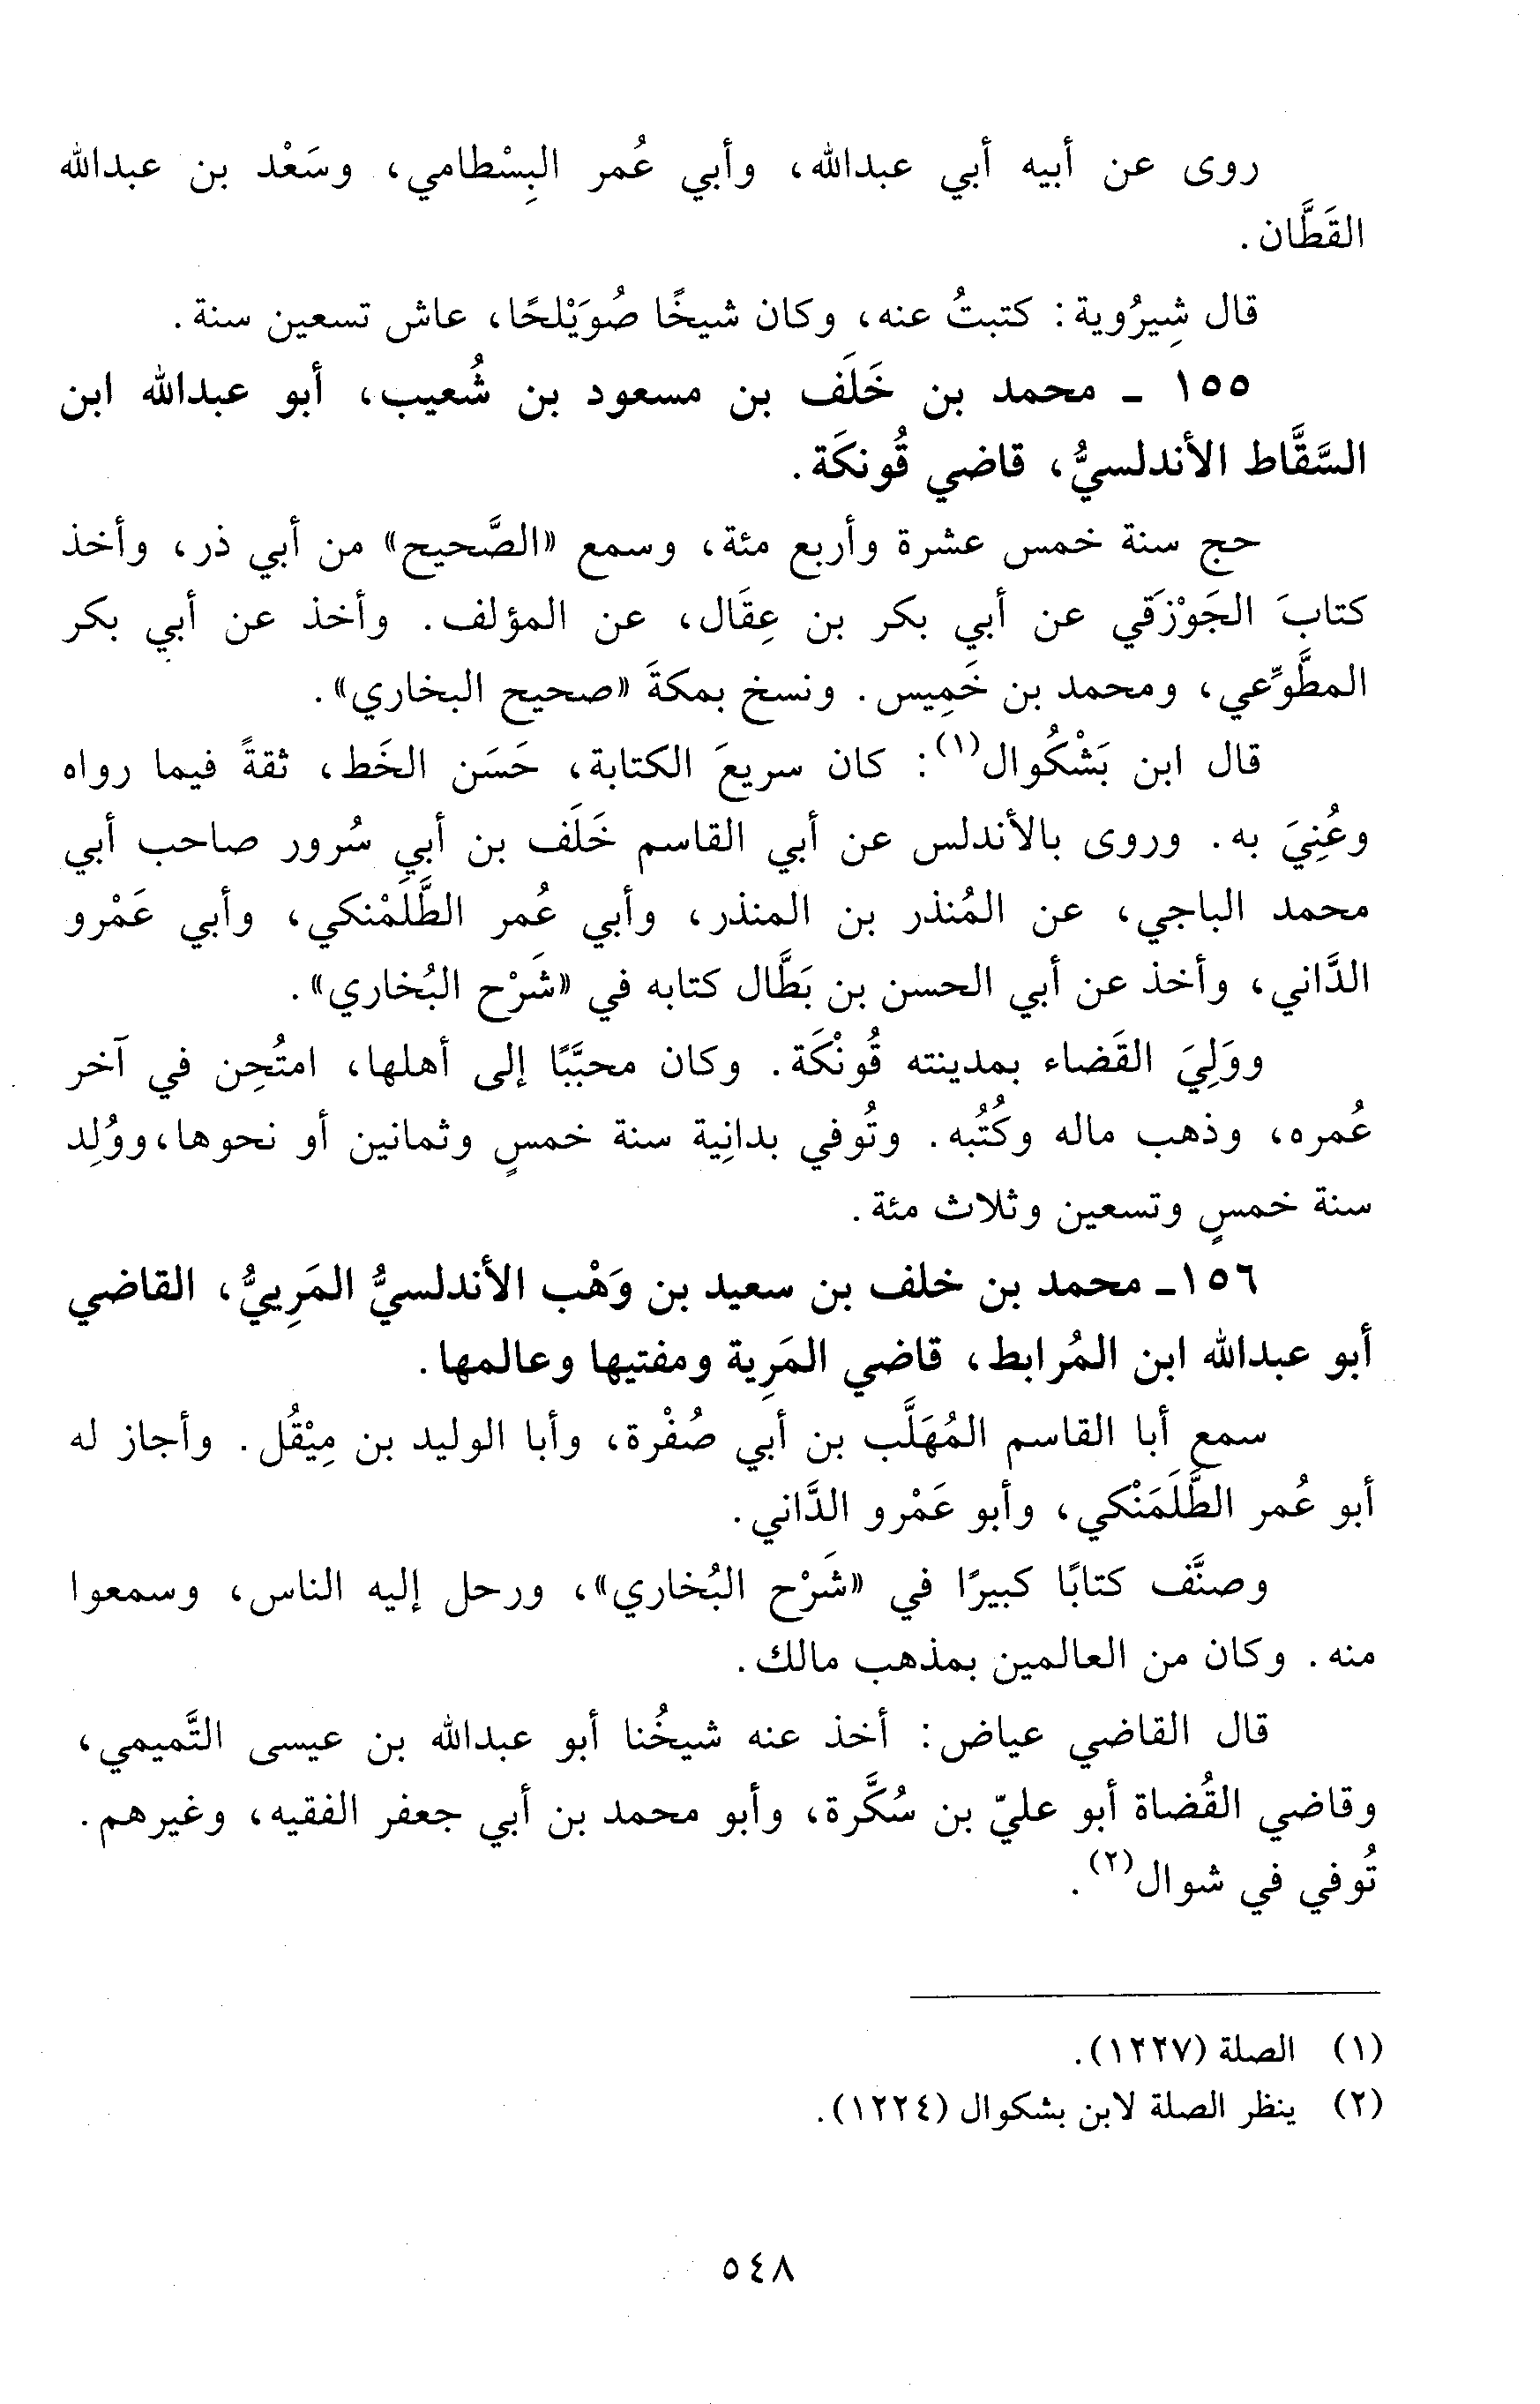 روى عن أبيه أبي عبدالله، وأبي عُمر البِسْطامي، وسَعْد بن عبدالله
القَطَّان.
قال شِيرُوية: كتبتُ عنه، وكان شيخًا صُوَيْلحًا، عاش تسعين سنة.
١٥٥ ـ محمد بن خَلَف بن مسعود بن شُعيب، أبو عبدالله ابن
السَّقَّاط الأندلسيُّ، قاضي قُونكَة.
حج سنة خمس عشرة وأربع مئة، وسمع «الصَّحيح» من أبي ذر، وأخذ
كتابَ الجَوْزَقي عن أبي بكر بن عِقَال، عن المؤلف. وأخذ عن أبي بكر
المطَّوِّعي، ومحمد بن خَمِيس. ونسخ بمكةَ «صحيح البخاري».
قال ابن بَشْكُوال(١): كان سريعَ الكتابة، حَسَن الخَط، ثقةً فيما رواه
وعُنِيَ به. وروى بالأندلس عن أبي القاسم خَلَف بن أبي سُرور صاحب أبي
محمد الباجي، عن المُنذر بن المنذر، وأبي عُمر الطَّلَمْنكي، وأبي عَمْرو
الدَّاني، وأخذ عن أبي الحسن بن بَطَّال كتابه في «شَرْح البُخاري».
ووَلِيَ القَضاء بمدينته قُونْكَة. وكان محبَّبًا إلى أهلها، امتُحِن في آخر
عُمره، وذهب ماله وكُتُبه. وتُوفي بدانِية سنة خمسٍ وثمانين أو نحوها،ووُلِد
سنة خمسٍ وتسعين وثلاث مئة.
١٥٦ـ محمد بن خلف بن سعيد بن وَهْب الأندلسيُّ المَرِييُّ، القاضي
أبو عبدالله ابن المُرابط، قاضي المَرِية ومفتيها وعالمها.
سمع أبا القاسم المُهَلَّب بن أبي صُفْرة، وأبا الوليد بن مِيْقُل. وأجاز له
أبو عُمر الطَّلَمَنْكي، وأبو عَمْرو الدَّاني.
وصنَّف كتابًا كبيرًا في «شَرْح البُخاري»، ورحل إليه الناس، وسمعوا
منه. وكان من العالمين بمذهب مالك.
قال القاضي عياض: أخذ عنه شيخُنا أبو عبدالله بن عيسى التَّميمي،
وقاضي القُضاة أبو عليّ بن سُكَّرة، وأبو محمد بن أبي جعفر الفقيه، وغيرهم.
تُوفي في شوال(٢).
(١) الصلة (١٢٢٧).
(٢) ينظر الصلة لابن بشكوال (١٢٢٤).
٥٤٨